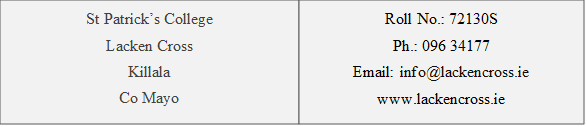 St Patrick’s College
Lacken Cross
Killala
Co Mayo
Roll No.: 72130S
Ph.: 096 34177
Email: info@lackencross.ie
www.lackencross.ie